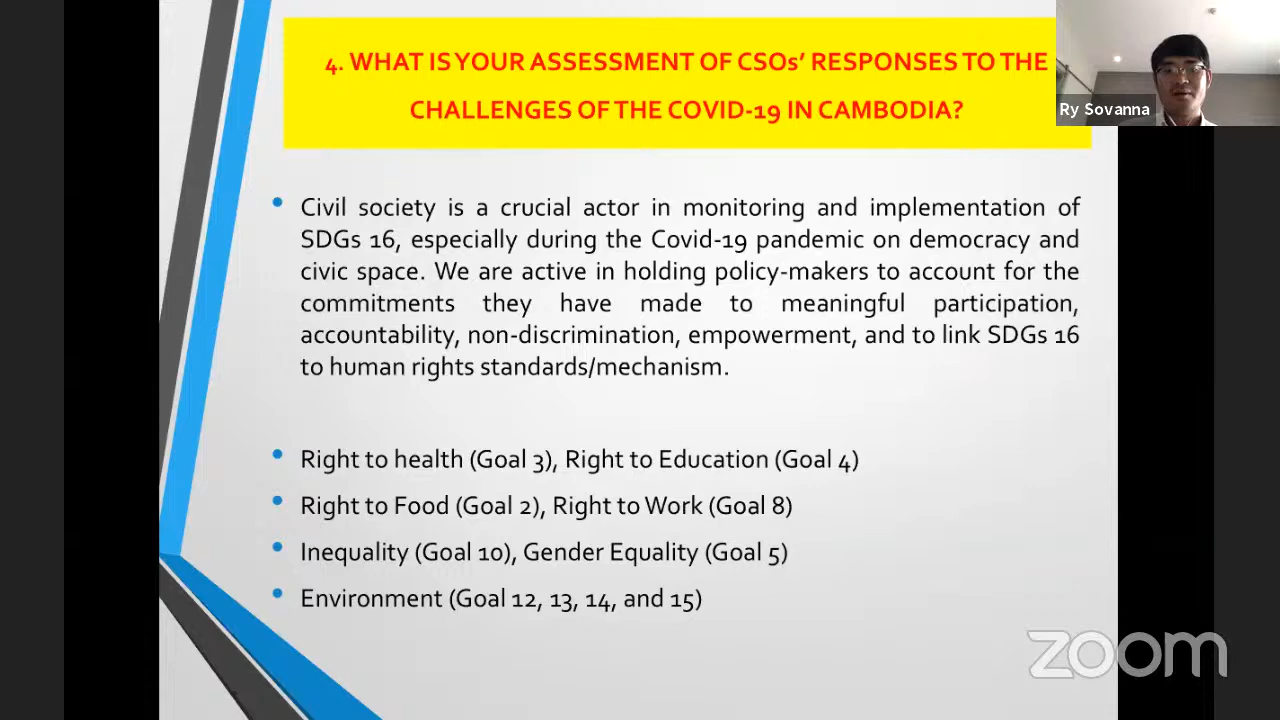 4. WHAT IS YOUR ASSESSMENT OF CSOs' RESPONSES TO THE
CHALLENGES OF THE COVID-19 IN CAMBODIA?
Ry Sovanna
• Civil society is a crucial actor in monitoring and implementation of
SDGs 16, especially during the Covid-19 pandemic on democracy and
civic space. We are active in holding policy-makers to account for the
commitments they have made to meaningful participation,
accountability, non-discrimination, empowerment, and to link SDGs 16
to human rights standards/mechanism.
• Right to health (Goal 3), Right to Education (Goal 4)
• Right to Food (Goal 2), Right to Work (Goal 8)
• Inequality (Goal 10), Gender Equality (Goal 5)
• Environment (Goal 12, 13, 14, and 15)
zoom